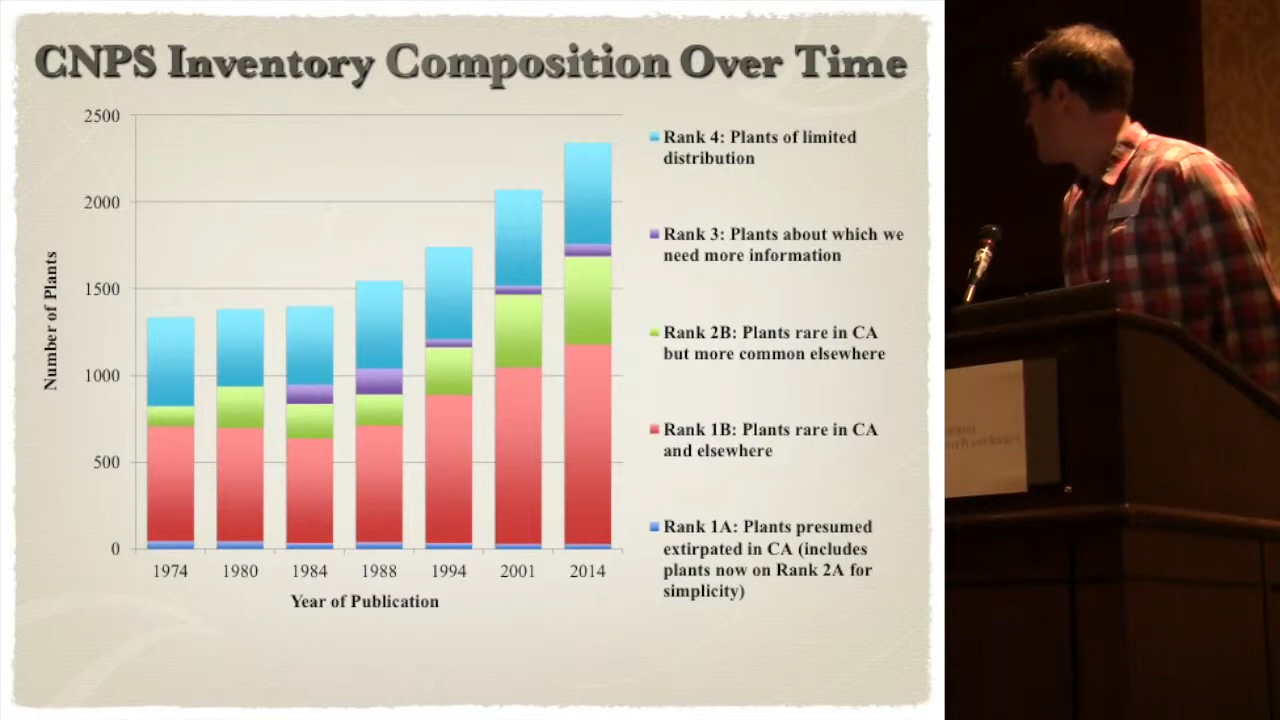 CNPS Inventory Composition Over Time
2500
2000
1500
1000
500
0
Number of Plants
1974 1980 1984 1988 1994 2001 2014
Year of Publication
Rank 4: Plants of limited
distribution
Rank 3: Plants about which we
need more information
Rank 2B: Plants rare in CA
but more common elsewhere
Rank 1B: Plants rare in CA
and elsewhere
Rank 1A: Plants presumed
extirpated in CA (includes
plants now on Rank 2A for
simplicity)